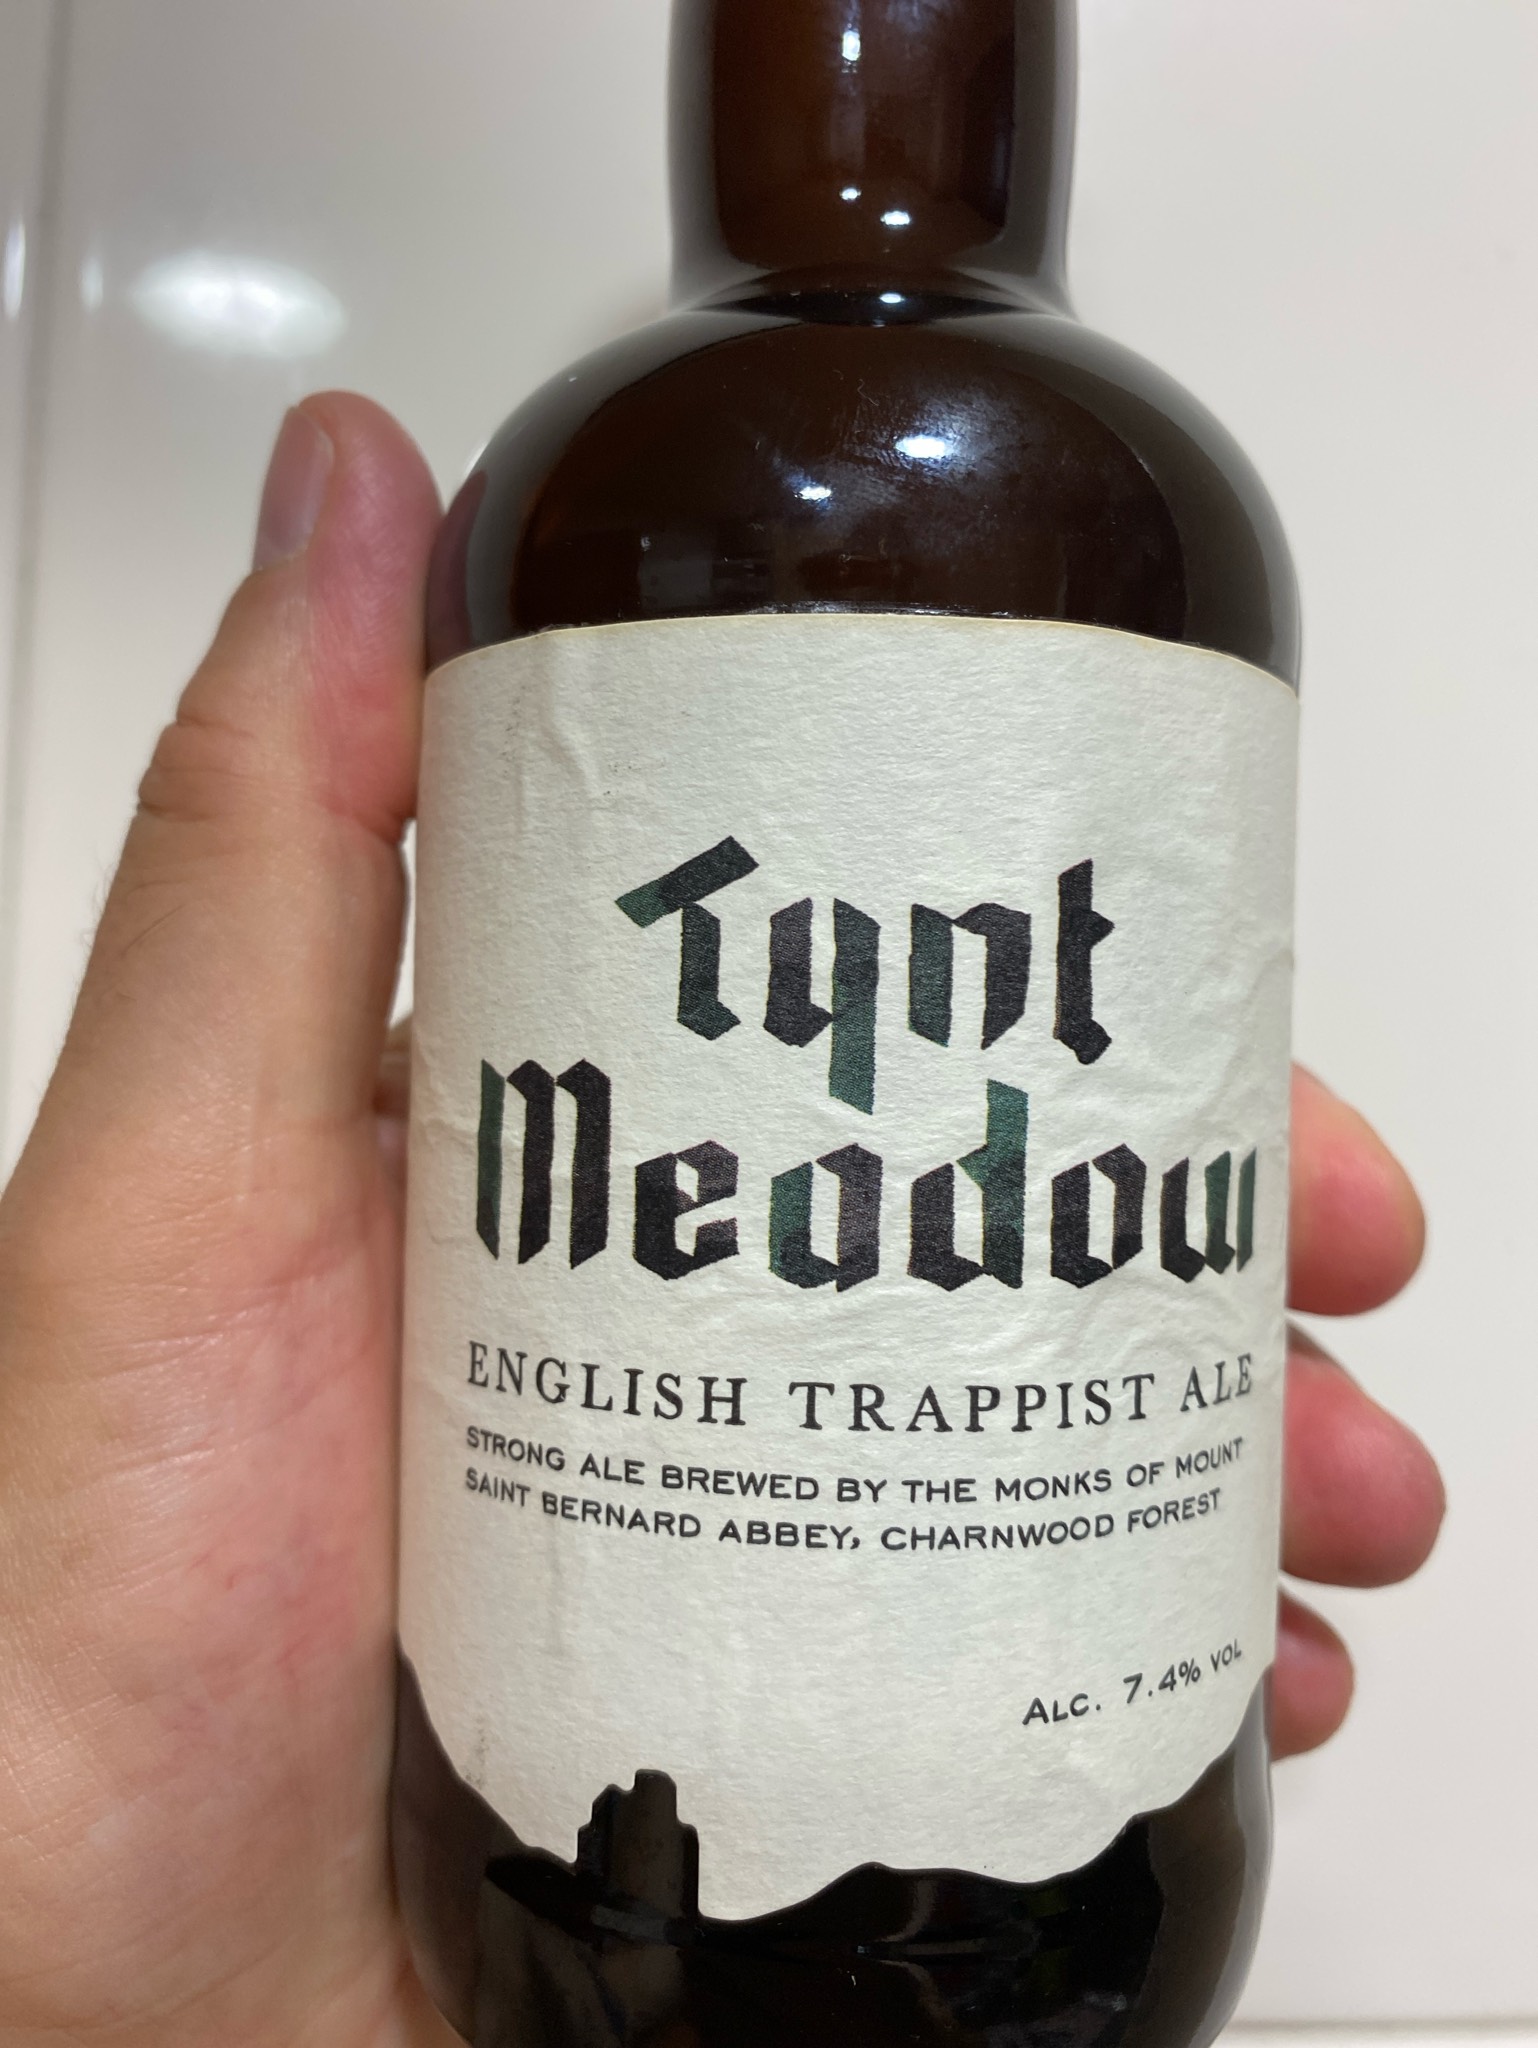 Tynt
Meadow
ENGLISH TRAPPIST ALE
STRONG ALE BREWED BY THE MONKS OF MOUNT
SAINT BERNARD ABBEY, CHARNWOOD FOREST
ALC. 7.4% VOL